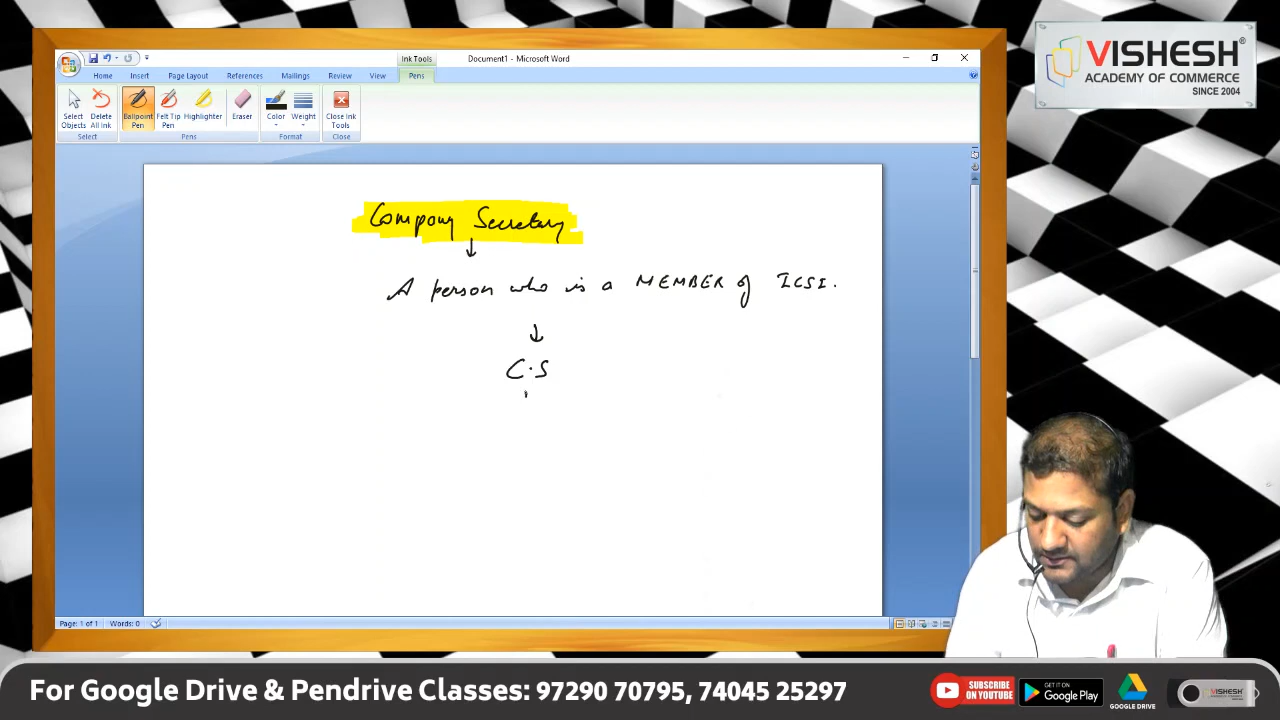 Ink Tools
Document1 - Microsoft Word
Home Insert Page Layout References Mailings Review View Pens
Select Objects
Delete All Ink
Ballpoint Pen
Felt Tip Pen
Highlighter
Eraser
Color
Weight
Close Ink Tools
Select Pens Format Close
VISHESH®
ACADEMY OF COMMERCE
SINCE 2004
Company Secretary
↓
A person who is a MEMBER of ICSI.
↓
C.S
Page: 1 of 1 Words: 0
For Google Drive & Pendrive Classes: 97290 70795, 74045 25297
SUBSCRIBE
ON YOUTUBE
GET IT ON
Google Play
GOOGLE DRIVE
VISHESH